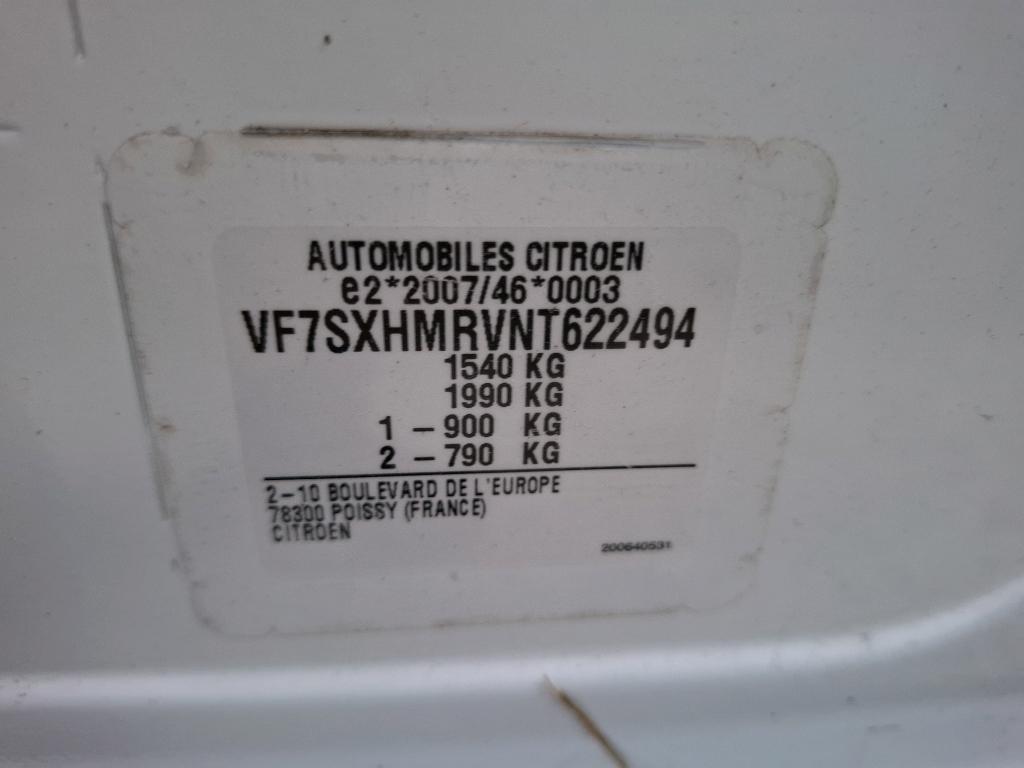 AUTOMOBILES CITROEN
e2*2007/46*0003
VF7SXHMRVNT622494
1540 KG
1990 KG
1 – 900 KG
2 – 790 KG
2–10 BOULEVARD DE L'EUROPE
78300 POISSY (FRANCE)
CITROEN
200640531